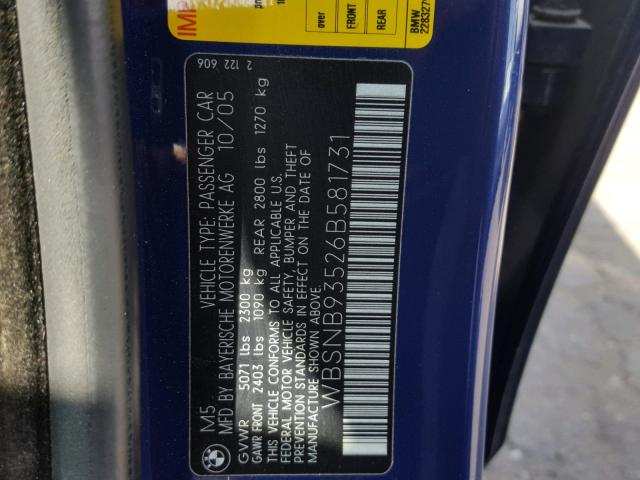 M5 VEHICLE TYPE: PASSENGER CAR 2 122 606
MFD BY BAYERISCHE MOTORENWERKE AG 10/05
GVWR 5071 lbs 2300 kg
GAWR FRONT 2403 lbs 1090 kg REAR 2800 lbs 1270 kg
THIS VEHICLE CONFORMS TO ALL APPLICABLE U.S.
FEDERAL MOTOR VEHICLE SAFETY, BUMPER AND THEFT
PREVENTION STANDARDS IN EFFECT ON THE DATE OF
MANUFACTURE SHOWN ABOVE.
WBSNB93526B581731
over
FRONT
REAR
BMW